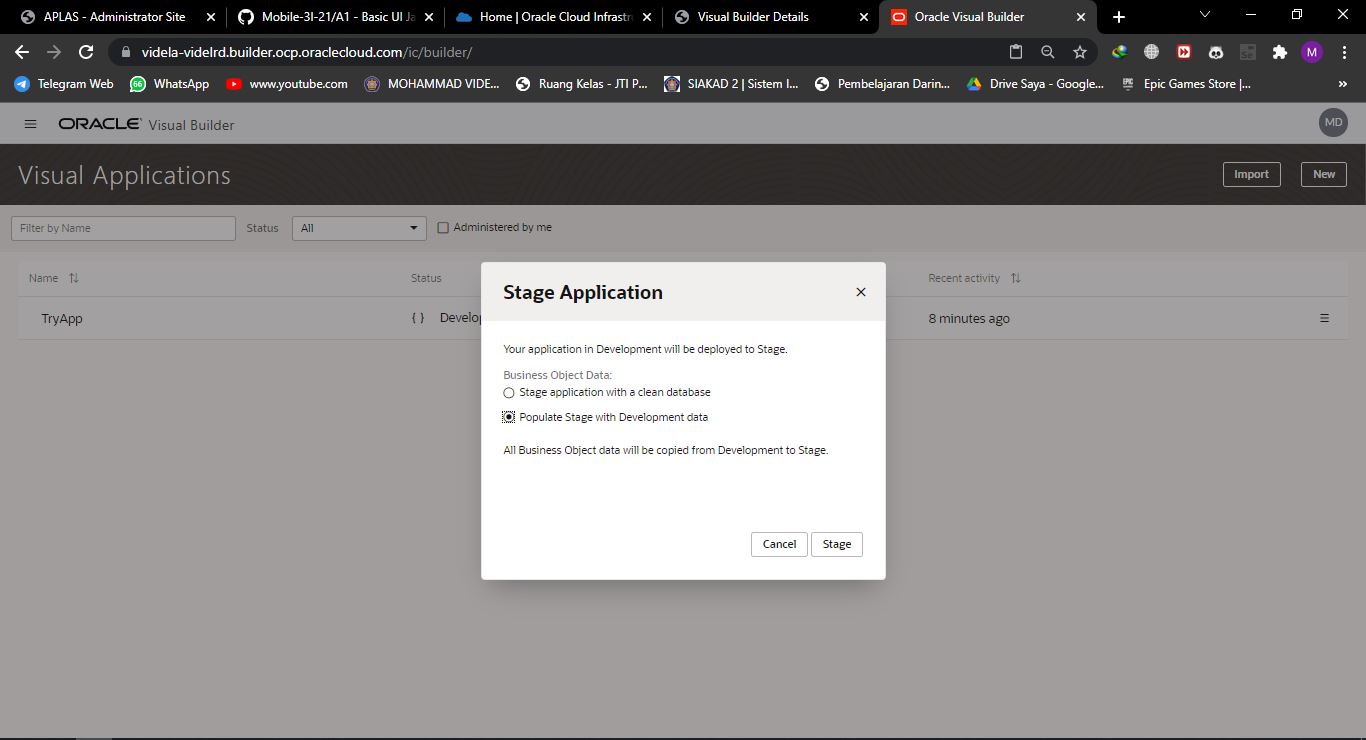 APLAS - Administrator Site
Mobile-3I-21/A1 - Basic UI Ja
Home | Oracle Cloud Infrastru
Visual Builder Details
Oracle Visual Builder
videla-videlrd.builder.ocp.oraclecloud.com/ic/builder/
M
Telegram Web
66
WhatsApp
www.youtube.com
MOHAMMAD VIDE...
Ruang Kelas - JTI P...
SIAKAD 2 | Sistem I...
Pembelajaran Darin...
Drive Saya - Google...
EPIC
Epic Games Store |...
»
ORACLE Visual Builder
MD
Visual Applications
Import
New
Filter by Name
Status
All
Administered by me
Name
Status
Recent activity
TryApp
{ } Develop
8 minutes ago
Stage Application
Your application in Development will be deployed to Stage.
Business Object Data:
Stage application with a clean database
Populate Stage with Development data
All Business Object data will be copied from Development to Stage.
Cancel
Stage